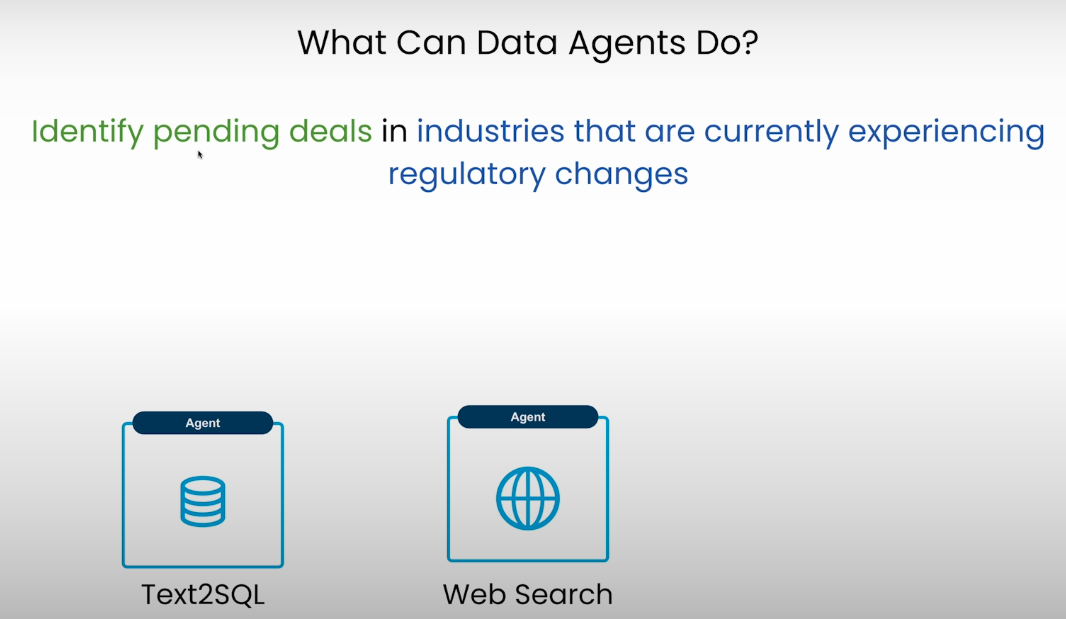 What Can Data Agents Do?
Identify pending deals in industries that are currently experiencing
regulatory changes
Agent
Agent
Text2SQL
Web Search